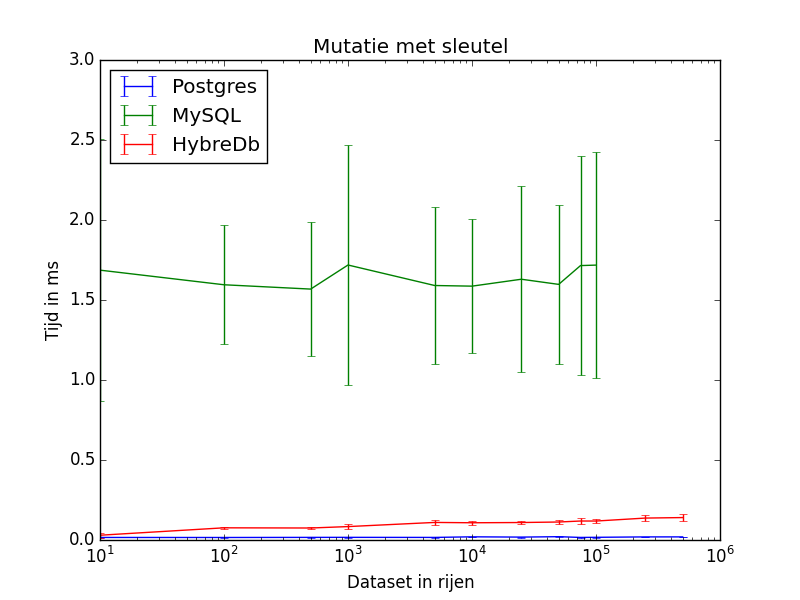 Mutatie met sleutel
Postgres
MySQL
HybreDb
3.0
2.5
2.0
1.5
1.0
0.5
0.0
Tijd in ms
10^1 10^2 10^3 10^4 10^5 10^6
Dataset in rijen